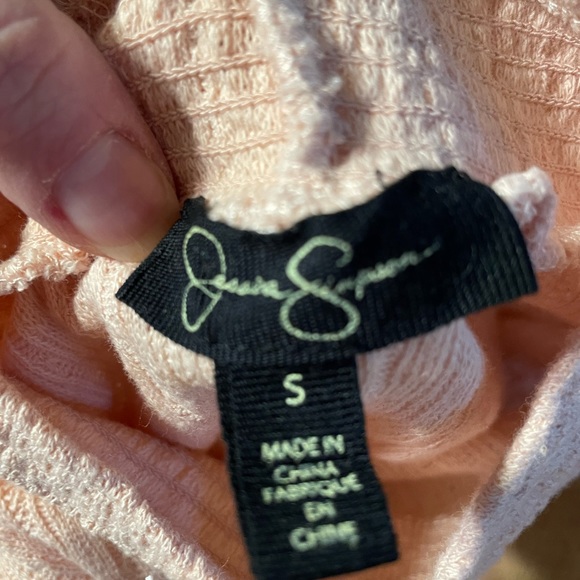 Jessica Simpson
S
MADE IN
CHINA
FABRIQUE
EN
CHINE